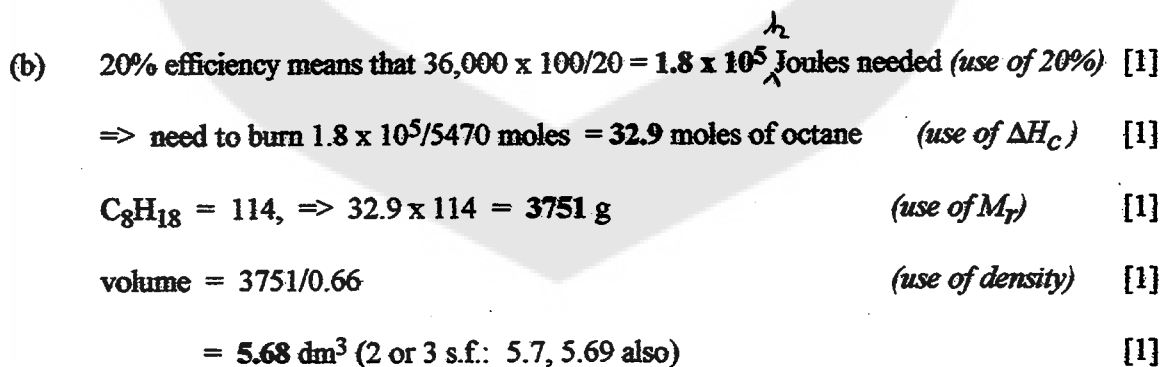 (b) 20% efficiency means that 36,000 x 100/20 = 1.8 x 10⁵ Joules needed (use of 20%) [1]
=> need to burn 1.8 x 10⁵/5470 moles = 32.9 moles of octane (use of ΔH_c) [1]
C₈H₁₈ = 114, => 32.9 x 114 = 3751 g (use of M_r) [1]
volume = 3751/0.66 (use of density) [1]
= 5.68 dm³ (2 or 3 s.f.: 5.7, 5.69 also) [1]